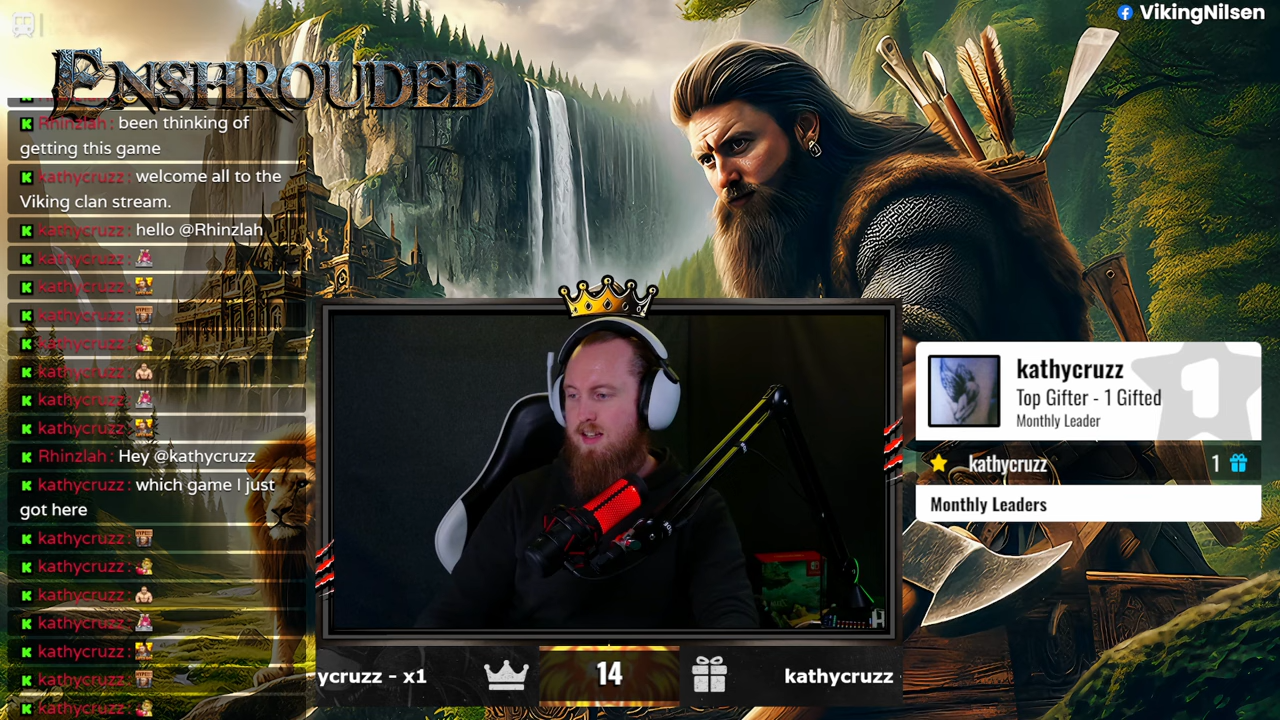 VikingNilsen
ENSHROUDED
Rhinzlah: been thinking of
getting this game
kathycruzz: welcome all to the
Viking clan stream.
kathycruzz: hello @Rhinzlah
kathycruzz:
kathycruzz:
kathycruzz:
kathycruzz:
kathycruzz:
kathycruzz:
kathycruzz:
Rhinzlah: Hey @kathycruzz
kathycruzz: which game I just
got here
kathycruzz:
kathycruzz:
kathycruzz:
kathycruzz:
kathycruzz:
kathycruzz:
kathycruzz:
kathycruzz
Top Gifter - 1 Gifted
Monthly Leader
1
kathycruzz 1
Monthly Leaders
ycruzz - x1
14
kathycruzz